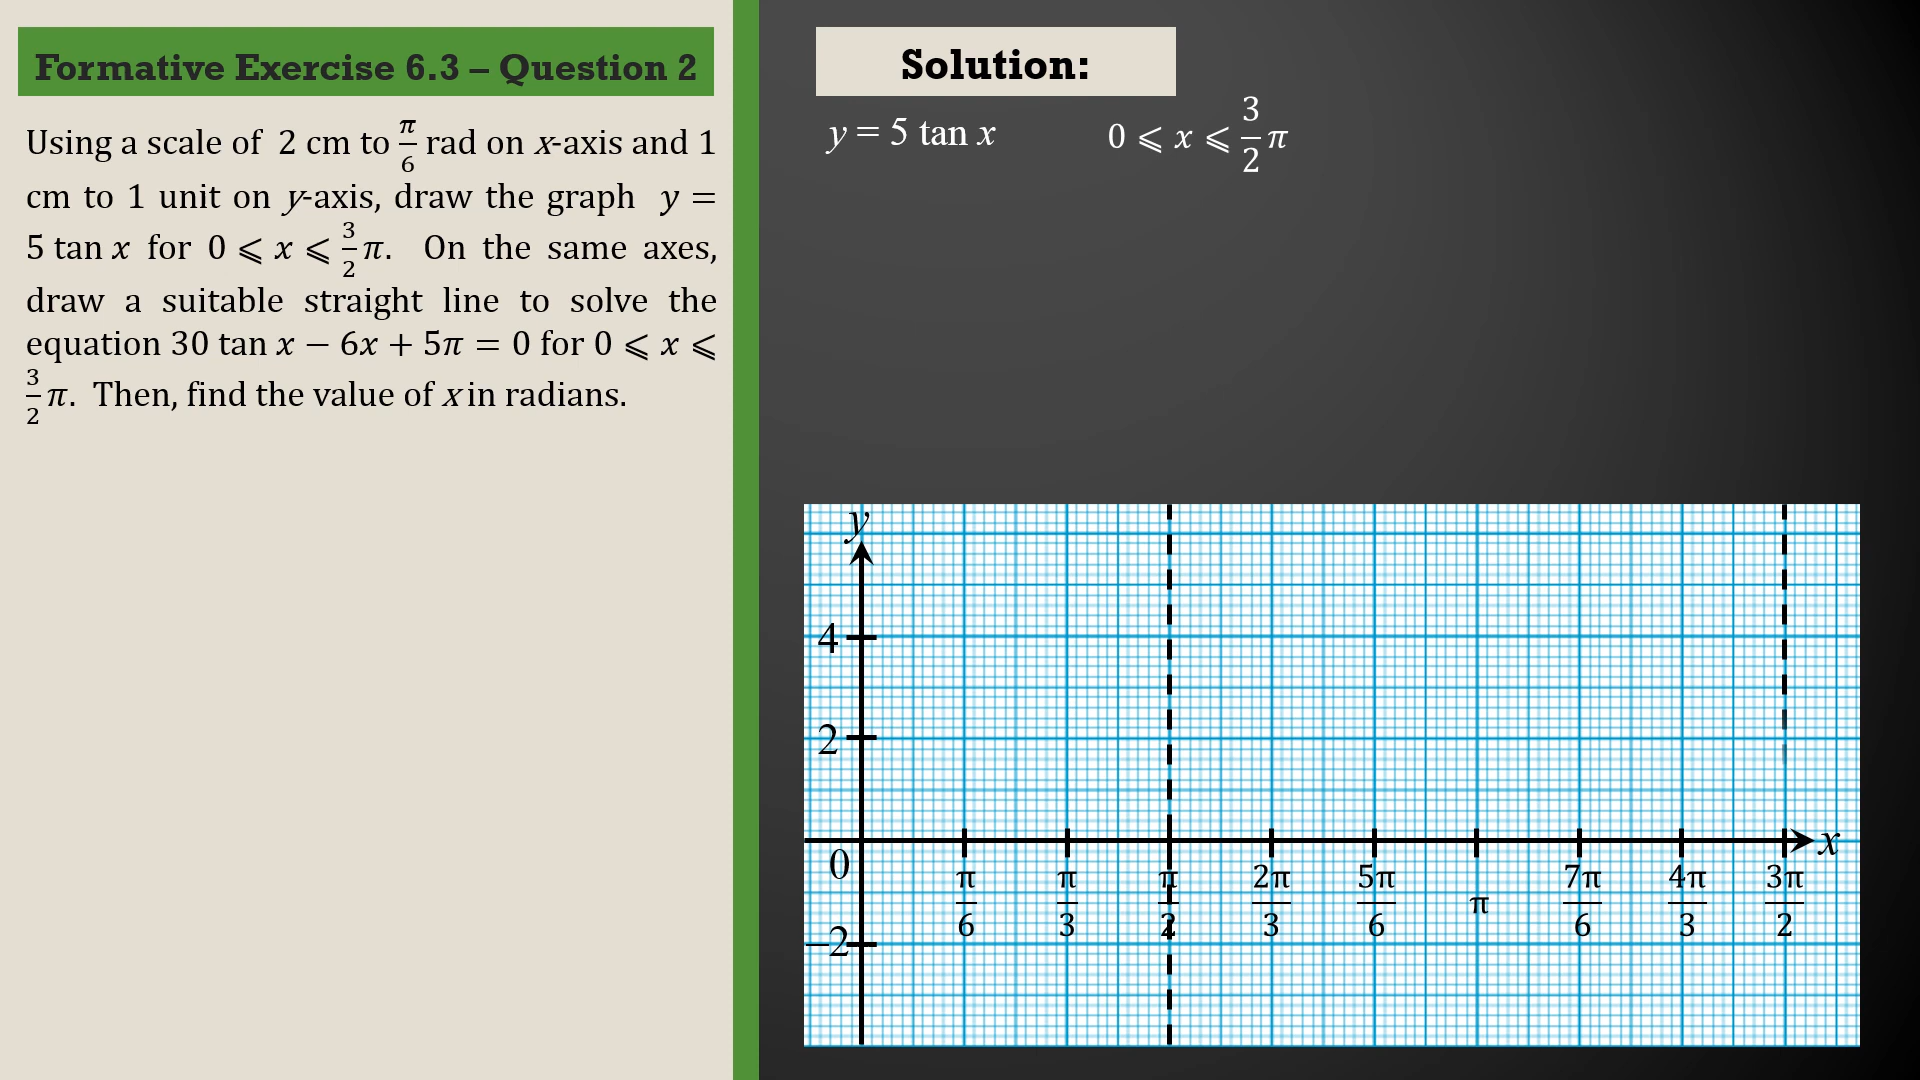 Formative Exercise 6.3 – Question 2
Using a scale of 2 cm to π/6 rad on x-axis and 1
cm to 1 unit on y-axis, draw the graph y =
5 tan x for 0 ⩽ x ⩽ 3/2 π. On the same axes,
draw a suitable straight line to solve the
equation 30 tan x − 6x + 5π = 0 for 0 ⩽ x ⩽
3/2 π. Then, find the value of x in radians.
Solution:
y = 5 tan x 0 ⩽ x ⩽ 3/2 π
y
4
2
x
0
π/6 π/3 π/2 2π/3 5π/6 π 7π/6 4π/3 3π/2
−2